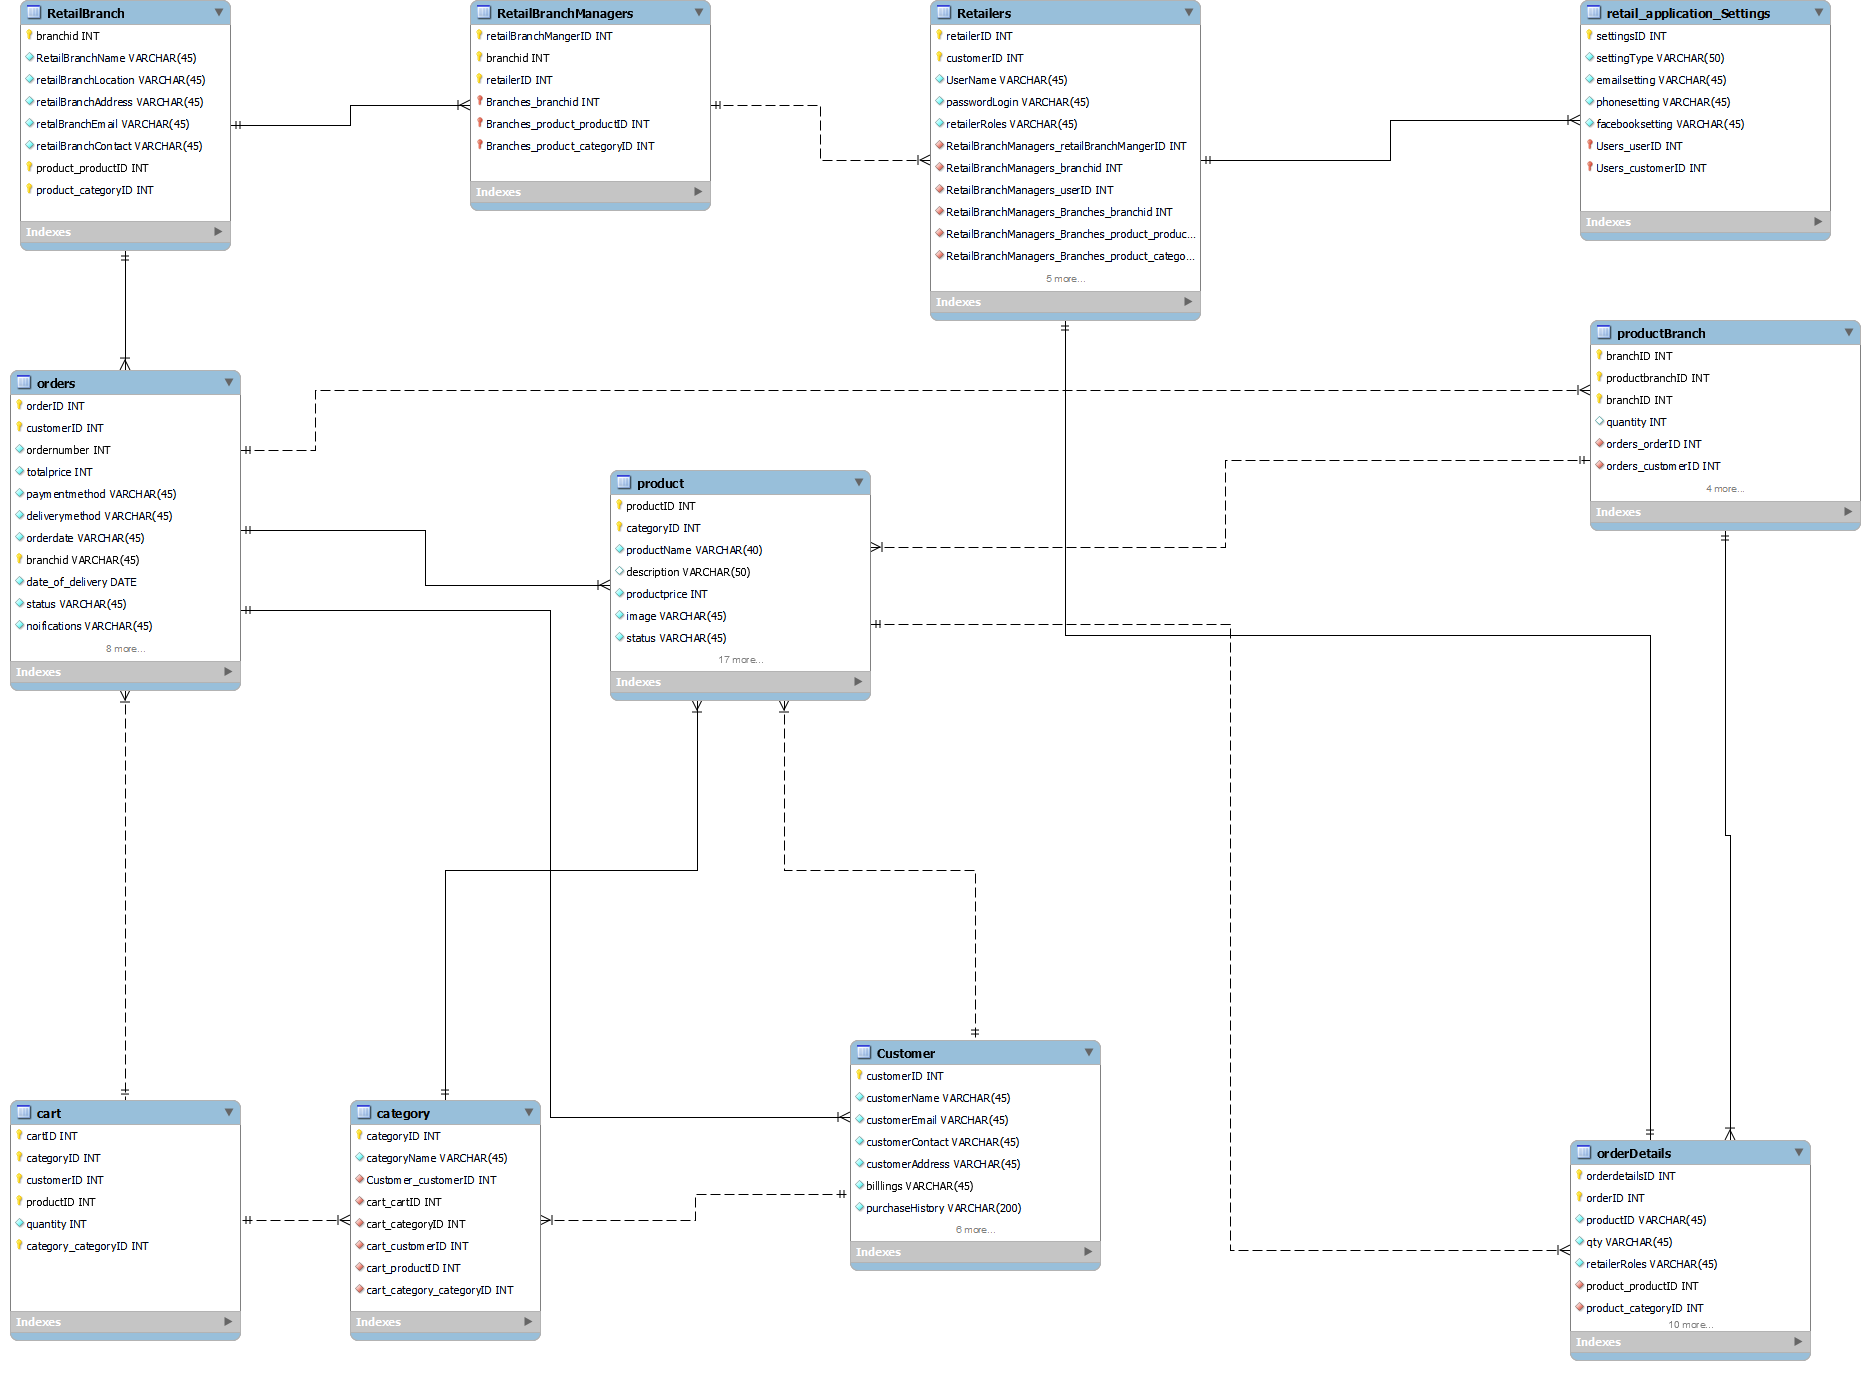 RetailBranch
branchid INT
RetailBranchName VARCHAR(45)
retailBranchLocation VARCHAR(45)
retailBranchAddress VARCHAR(45)
retalBranchEmail VARCHAR(45)
retailBranchContact VARCHAR(45)
product_productID INT
product_categoryID INT
Indexes
RetailBranchManagers
retailBranchMangerID INT
branchid INT
retailerID INT
Branches_branchid INT
Branches_product_productID INT
Branches_product_categoryID INT
Indexes
Retailers
retailerID INT
customerID INT
UserName VARCHAR(45)
passwordLogin VARCHAR(45)
retailerRoles VARCHAR(45)
RetailBranchManagers_retailBranchMangerID INT
RetailBranchManagers_branchid INT
RetailBranchManagers_userID INT
RetailBranchManagers_Branches_branchid INT
RetailBranchManagers_Branches_product_produc...
RetailBranchManagers_Branches_product_catego...
5 more...
Indexes
retail_application_Settings
settingsID INT
settingType VARCHAR(50)
emailsetting VARCHAR(45)
phonesetting VARCHAR(45)
facebooksetting VARCHAR(45)
Users_userID INT
Users_customerID INT
Indexes
productBranch
branchID INT
productbranchID INT
branchID INT
quantity INT
orders_orderID INT
orders_customerID INT
4 more...
Indexes
orders
orderID INT
customerID INT
ordernumber INT
totalprice INT
paymentmethod VARCHAR(45)
deliverymethod VARCHAR(45)
orderdate VARCHAR(45)
branchid VARCHAR(45)
date_of_delivery DATE
status VARCHAR(45)
noifications VARCHAR(45)
8 more...
Indexes
product
productID INT
categoryID INT
productName VARCHAR(40)
description VARCHAR(50)
productprice INT
image VARCHAR(45)
status VARCHAR(45)
17 more...
Indexes
cart
cartID INT
categoryID INT
customerID INT
productID INT
quantity INT
category_categoryID INT
Indexes
category
categoryID INT
categoryName VARCHAR(45)
Customer_customerID INT
cart_cartID INT
cart_categoryID INT
cart_customerID INT
cart_productID INT
cart_category_categoryID INT
Indexes
Customer
customerID INT
customerName VARCHAR(45)
customerEmail VARCHAR(45)
customerContact VARCHAR(45)
customerAddress VARCHAR(45)
billlings VARCHAR(45)
purchaseHistory VARCHAR(200)
6 more...
Indexes
orderDetails
orderdetailsID INT
orderID INT
productID VARCHAR(45)
qty VARCHAR(45)
retailerRoles VARCHAR(45)
product_productID INT
product_categoryID INT
10 more...
Indexes